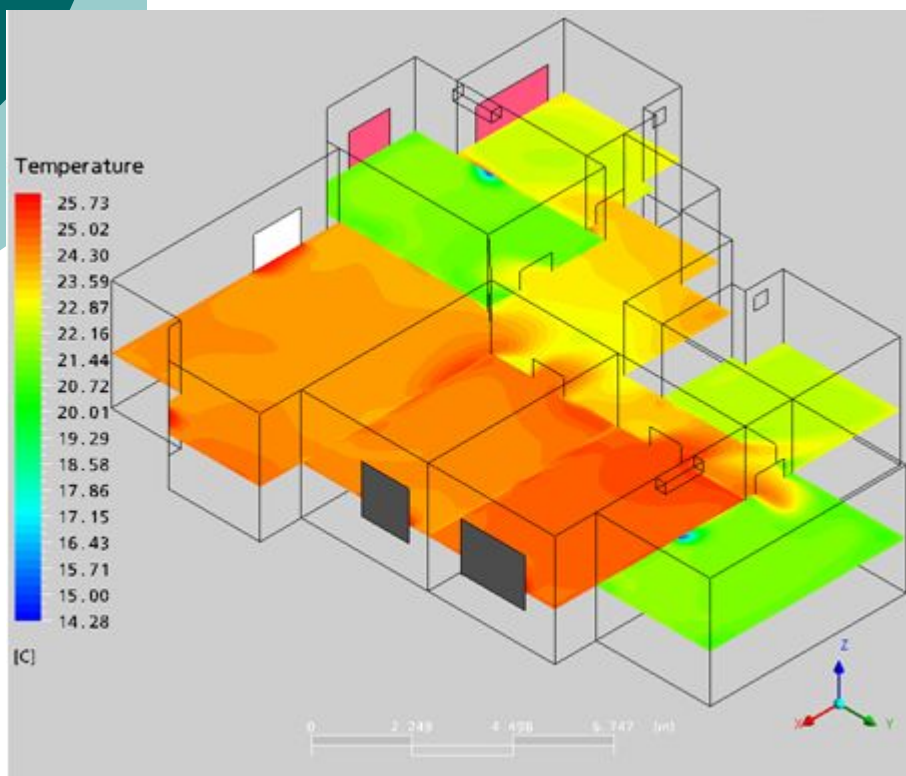 Temperature
25.73
25.02
24.30
23.59
22.87
22.16
21.44
20.72
20.01
19.29
18.58
17.86
17.15
16.43
15.71
15.00
14.28
[C]
Z
X
Y
0 2.249 4.498 6.747 (m)